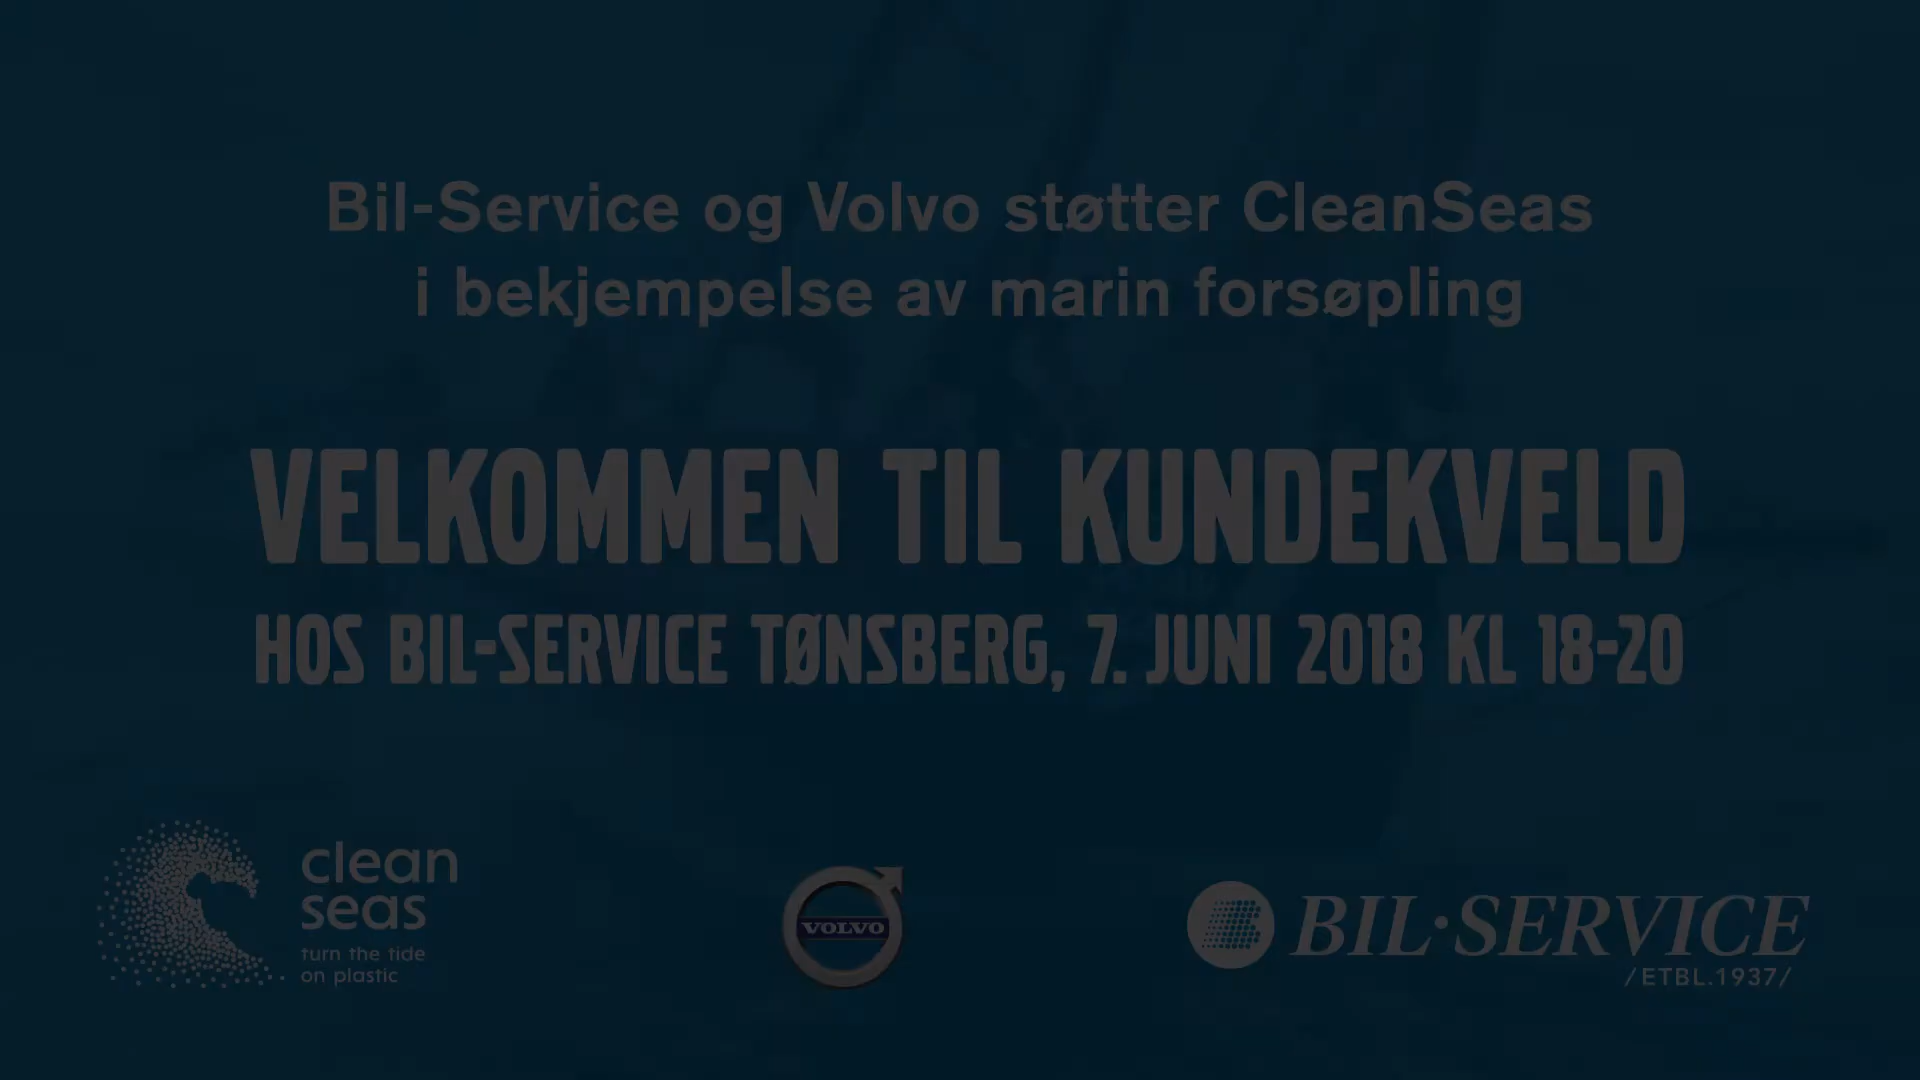 Bil-Service og Volvo støtter CleanSeas
i bekjempelse av marin forsøpling
VELKOMMEN TIL KUNDEKVELD
HOS BIL-SERVICE TØNSBERG, 7. JUNI 2018 KL 18-20
clean
seas
turn the tide
on plastic
VOLVO
BIL·SERVICE
/ETBL.1937/